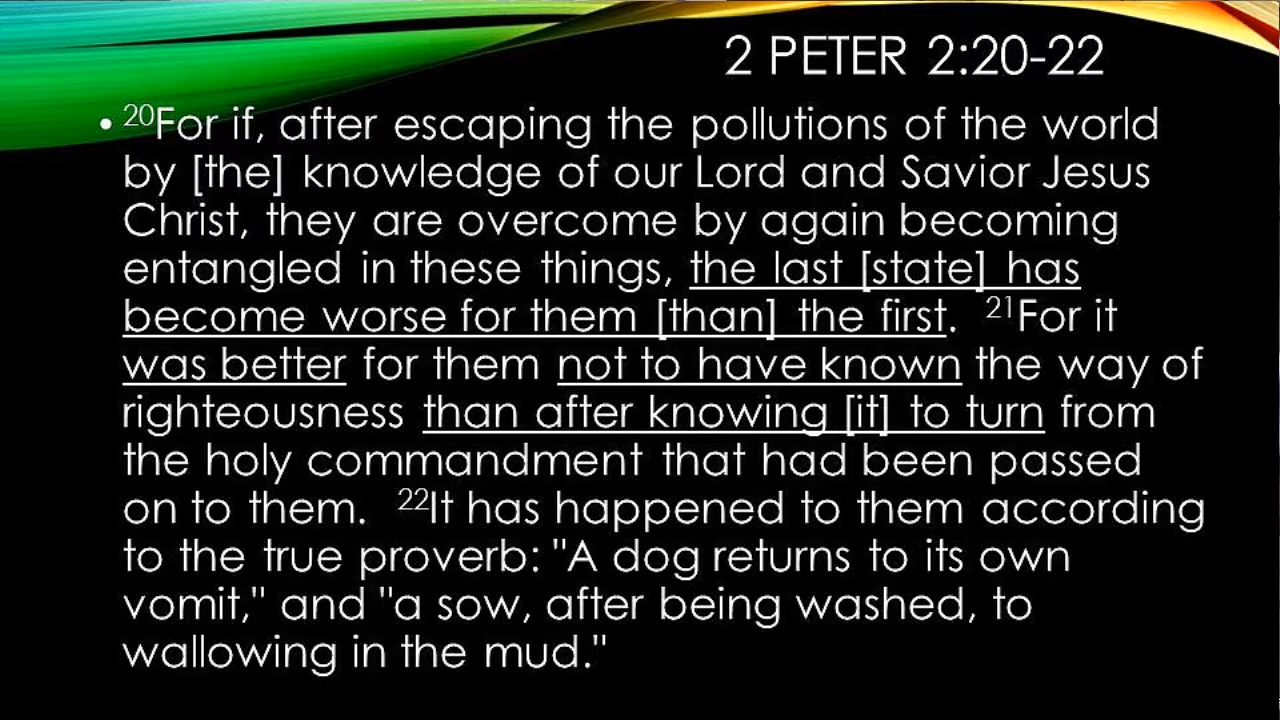 2 PETER 2:20-22
• ²⁰For if, after escaping the pollutions of the world
by [the] knowledge of our Lord and Savior Jesus
Christ, they are overcome by again becoming
entangled in these things, the last [state] has
become worse for them [than] the first. ²¹For it
was better for them not to have known the way of
righteousness than after knowing [it] to turn from
the holy commandment that had been passed
on to them. ²²It has happened to them according
to the true proverb: "A dog returns to its own
vomit," and "a sow, after being washed, to
wallowing in the mud."